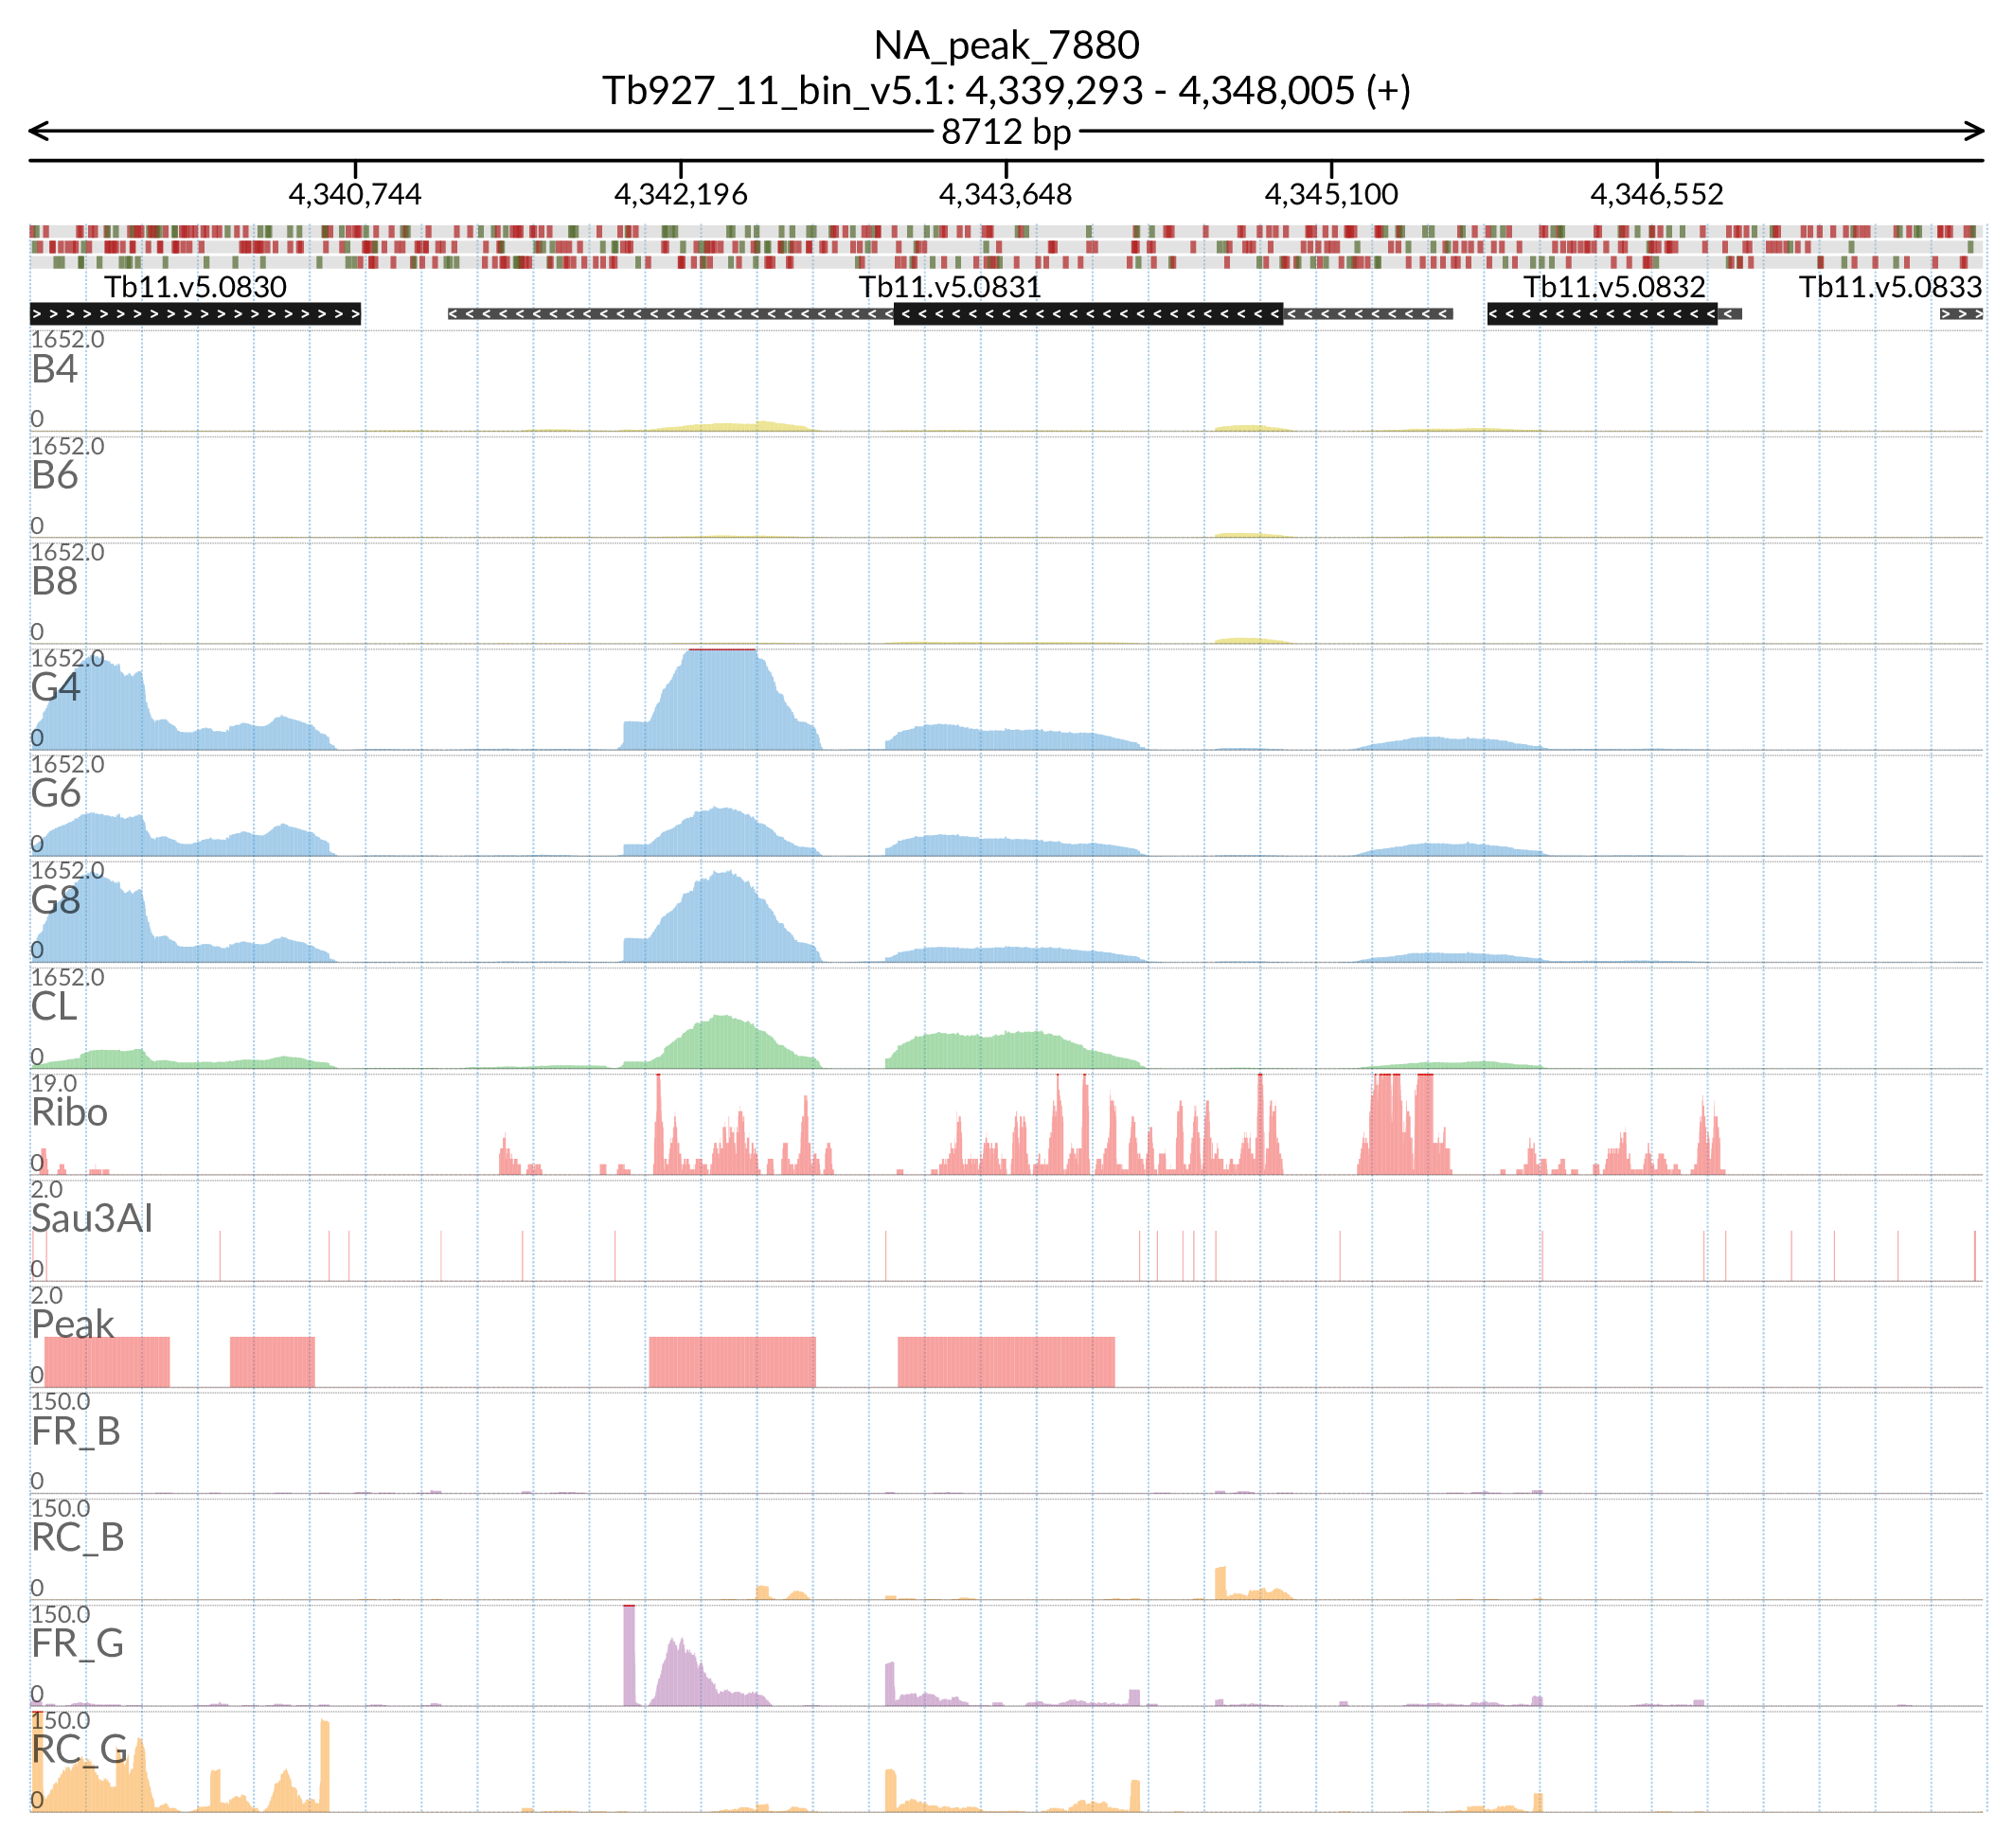 NA_peak_7880
Tb927_11_bin_v5.1: 4,339,293 - 4,348,005 (+)
8712 bp
4,340,744 4,342,196 4,343,648 4,345,100 4,346,552
Tb11.v5.0830 Tb11.v5.0831 Tb11.v5.0832 Tb11.v5.0833
1652.0
B4
0
1652.0
B6
0
1652.0
B8
0
1652.0
G4
0
1652.0
G6
0
1652.0
G8
0
1652.0
CL
0
19.0
Ribo
0
2.0
Sau3AI
0
2.0
Peak
0
150.0
FR_B
0
150.0
RC_B
0
150.0
FR_G
0
150.0
RC_G
0